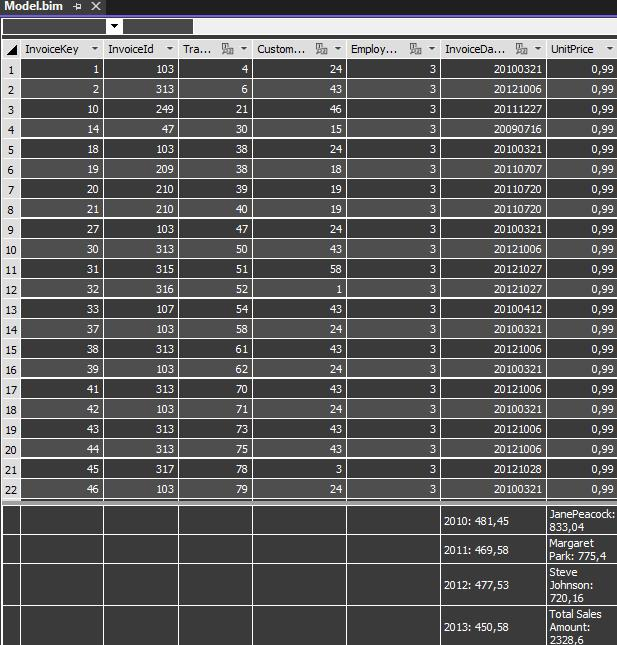 Model.bim
InvoiceKey InvoiceId Tra... Custom... Employ... InvoiceDa... UnitPrice
1 1 103 4 24 3 20100321 0,99
2 2 313 6 43 3 20121006 0,99
3 10 249 21 46 3 20111227 0,99
4 14 47 30 15 3 20090716 0,99
5 18 103 38 24 3 20100321 0,99
6 19 209 38 18 3 20110707 0,99
7 20 210 39 19 3 20110720 0,99
8 21 210 40 19 3 20110720 0,99
9 27 103 47 24 3 20100321 0,99
10 30 313 50 43 3 20121006 0,99
11 31 315 51 58 3 20121027 0,99
12 32 316 52 1 3 20121027 0,99
13 33 107 54 43 3 20100412 0,99
14 37 103 58 24 3 20100321 0,99
15 38 313 61 43 3 20121006 0,99
16 39 103 62 24 3 20100321 0,99
17 41 313 70 43 3 20121006 0,99
18 42 103 71 24 3 20100321 0,99
19 43 313 73 43 3 20121006 0,99
20 44 313 75 43 3 20121006 0,99
21 45 317 78 3 3 20121028 0,99
22 46 103 79 24 3 20100321 0,99
2010: 481,45
JanePeacock:
833,04
2011: 469,58
Margaret
Park: 775,4
2012: 477,53
Steve
Johnson:
720,16
2013: 450,58
Total Sales
Amount:
2328,6